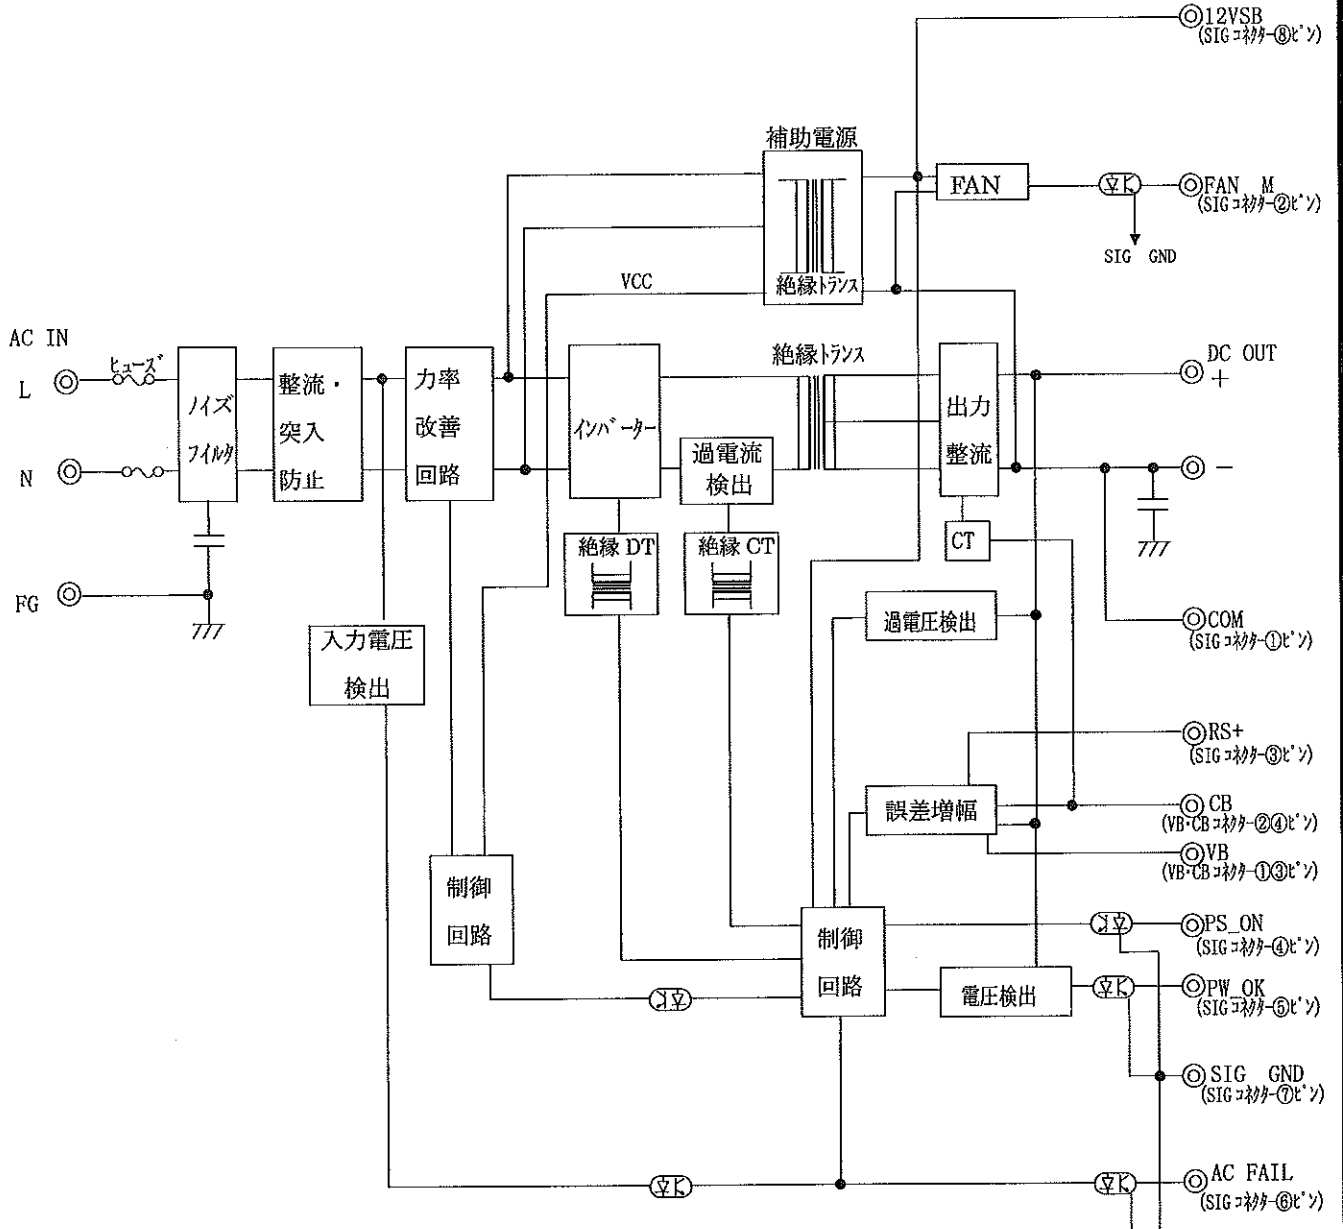 12VSB
(SIGコネクター⑧ピン)
補助電源
FAN
FAN M
(SIGコネクター②ピン)
SIG GND
絶縁トランス
VCC
AC IN
ヒューズ
L
N
FG
ノイズ
フイルタ
整流・
突入
防止
力率
改善
回路
インバーター
過電流
検出
絶縁トランス
出力
整流
DC OUT
+
-
絶縁 DT
絶縁 CT
CT
過電圧検出
COM
(SIGコネクター①ピン)
入力電圧
検出
RS+
(SIGコネクター③ピン)
誤差増幅
CB
(VB・CBコネクター②④ピン)
VB
(VB・CBコネクター①③ピン)
制御
回路
制御
回路
PS_ON
(SIGコネクター④ピン)
電圧検出
PW_OK
(SIGコネクター⑤ピン)
SIG GND
(SIGコネクター⑦ピン)
AC FAIL
(SIGコネクター⑥ピン)